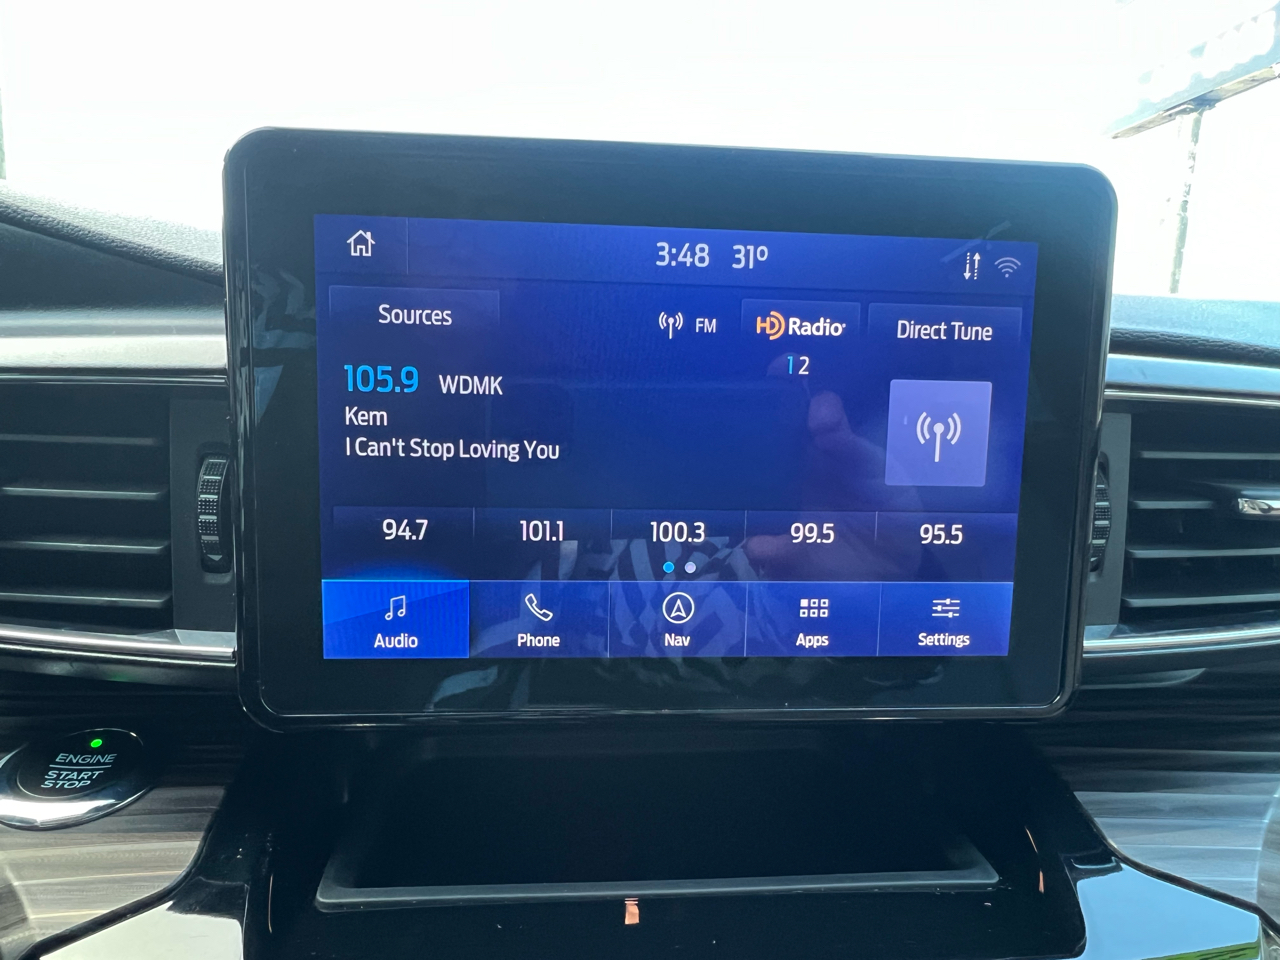 3:48 31º
Sources
FM
HD Radio
Direct Tune
1 2
105.9 WDMK
Kem
I Can't Stop Loving You
94.7 101.1 100.3 99.5 95.5
Audio Phone Nav Apps Settings
ENGINE
START
STOP